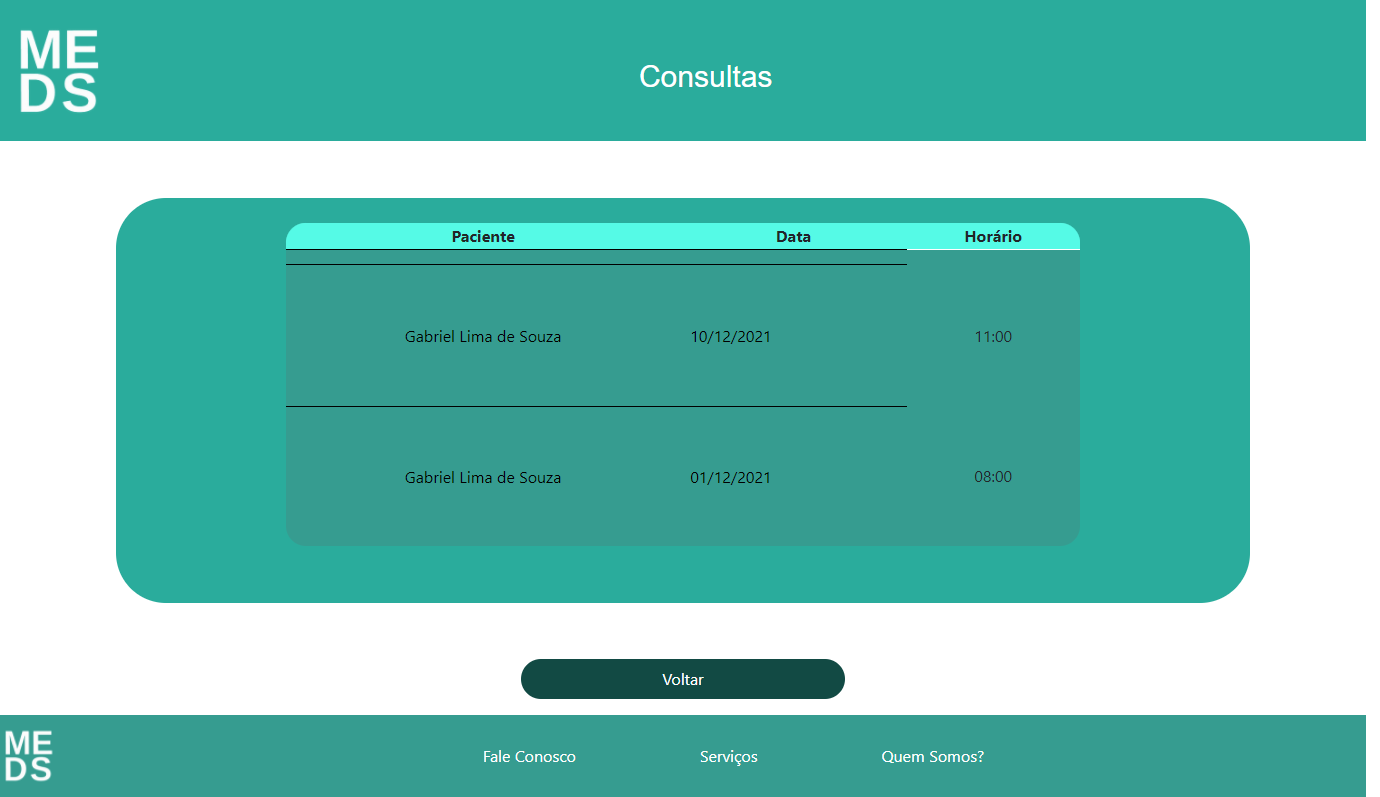 ME
DS
Consultas
Paciente Data Horário
Gabriel Lima de Souza 10/12/2021 11:00
Gabriel Lima de Souza 01/12/2021 08:00
Voltar
ME
DS
Fale Conosco Serviços Quem Somos?